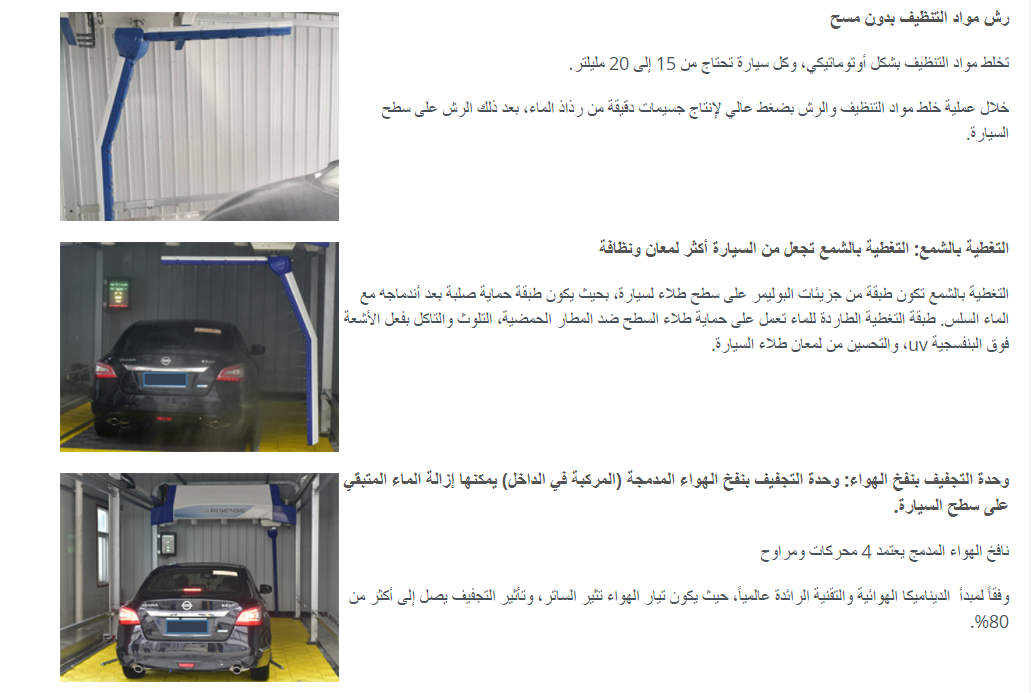 رش مواد التنظيف بدون مسح
تخلط مواد التنظيف بشكل أوتوماتيكي، وكل سيارة تحتاج من 15 إلى 20 مليلتر.
خلال عملية خلط مواد التنظيف والرش بضغط عالي لإنتاج جسيمات دقيقة من رذاذ الماء، بعد ذلك الرش على سطح
السيارة.
التغطية بالشمع: التغطية بالشمع تجعل من السيارة أكثر لمعان ونظافة
التغطية بالشمع تكون طبقة من جزيئات البوليمر على سطح طلاء لسيارة، بحيث يكون طبقة حماية صلبة بعد أندماجه مع
الماء السلس. طبقة التغطية الطاردة للماء تعمل على حماية طلاء السطح ضد المطار الحمضية، التلوث والتاكل بفعل الأشعة
فوق البنفسجية uv، والتحسين من لمعان طلاء السيارة.
وحدة التجفيف بنفخ الهواء: وحدة التجفيف بنفخ الهواء المدمجة (المركبة في الداخل) يمكنها إزالة الماء المتبقي
على سطح السيارة.
RISENSE
نافخ الهواء المدمج يعتمد 4 محركات ومراوح
وفقاً لمبدأ الديناميكا الهوائية والتقنية الرائدة عالمياً، حيث يكون تيار الهواء تثير الساتر، وتأثير التجفيف يصل إلى أكثر من
80%.